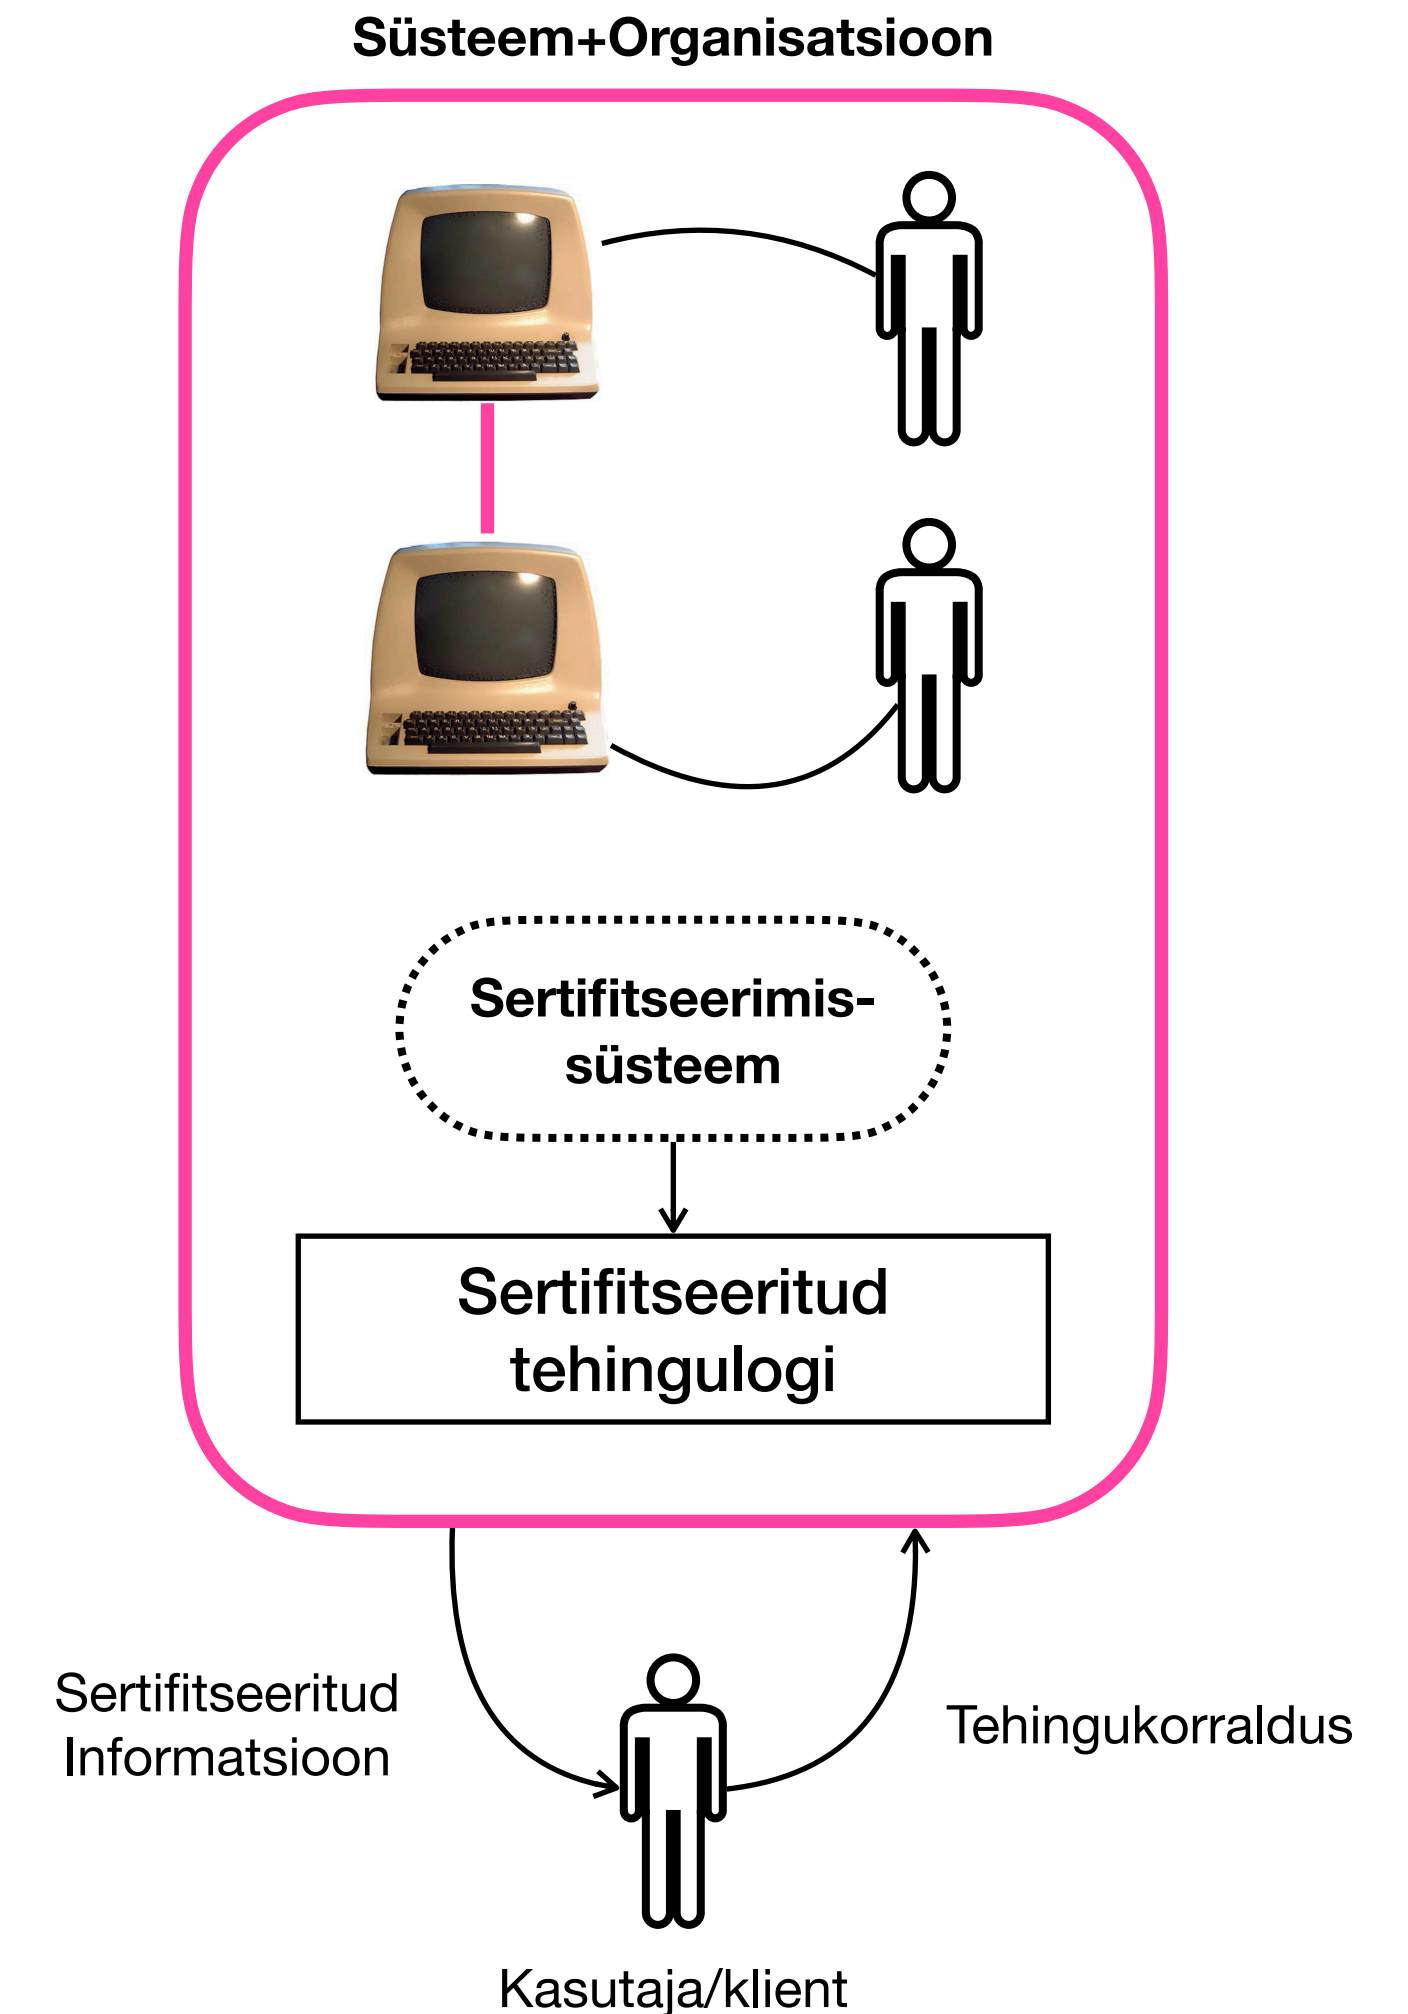 Süsteem+Organisatsioon
Sertifitseerimis-
süsteem
Sertifitseeritud
tehingulogi
Sertifitseeritud
Informatsioon
Tehingukorraldus
Kasutaja/klient